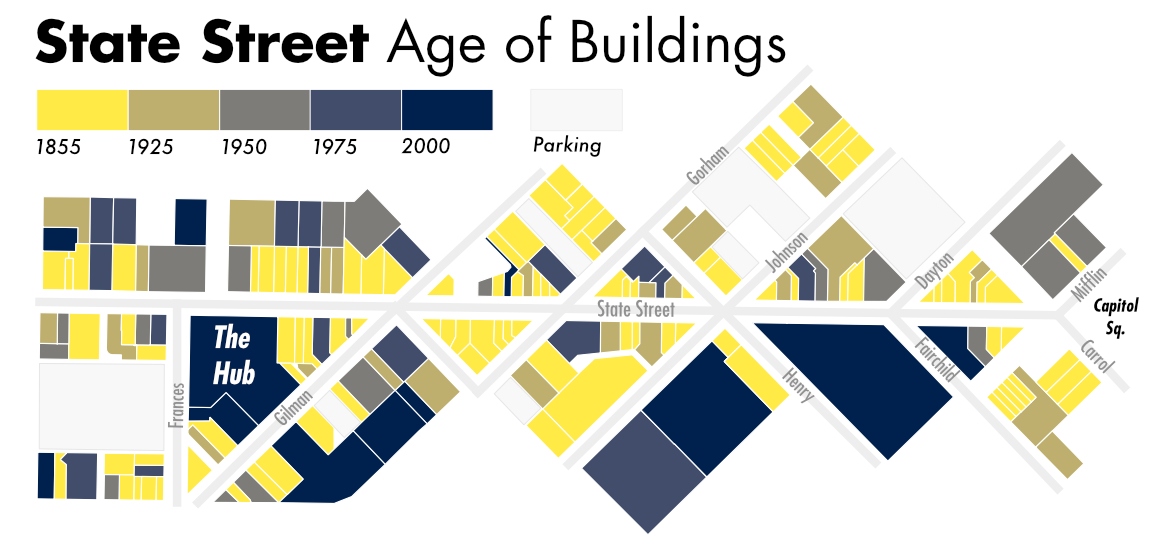 State Street Age of Buildings
1855 1925 1950 1975 2000 Parking
Gorham
Johnson
Dayton
Mifflin
State Street
Capitol
Sq.
The
Hub
Frances
Gilman
Henry
Fairchild
Carrol